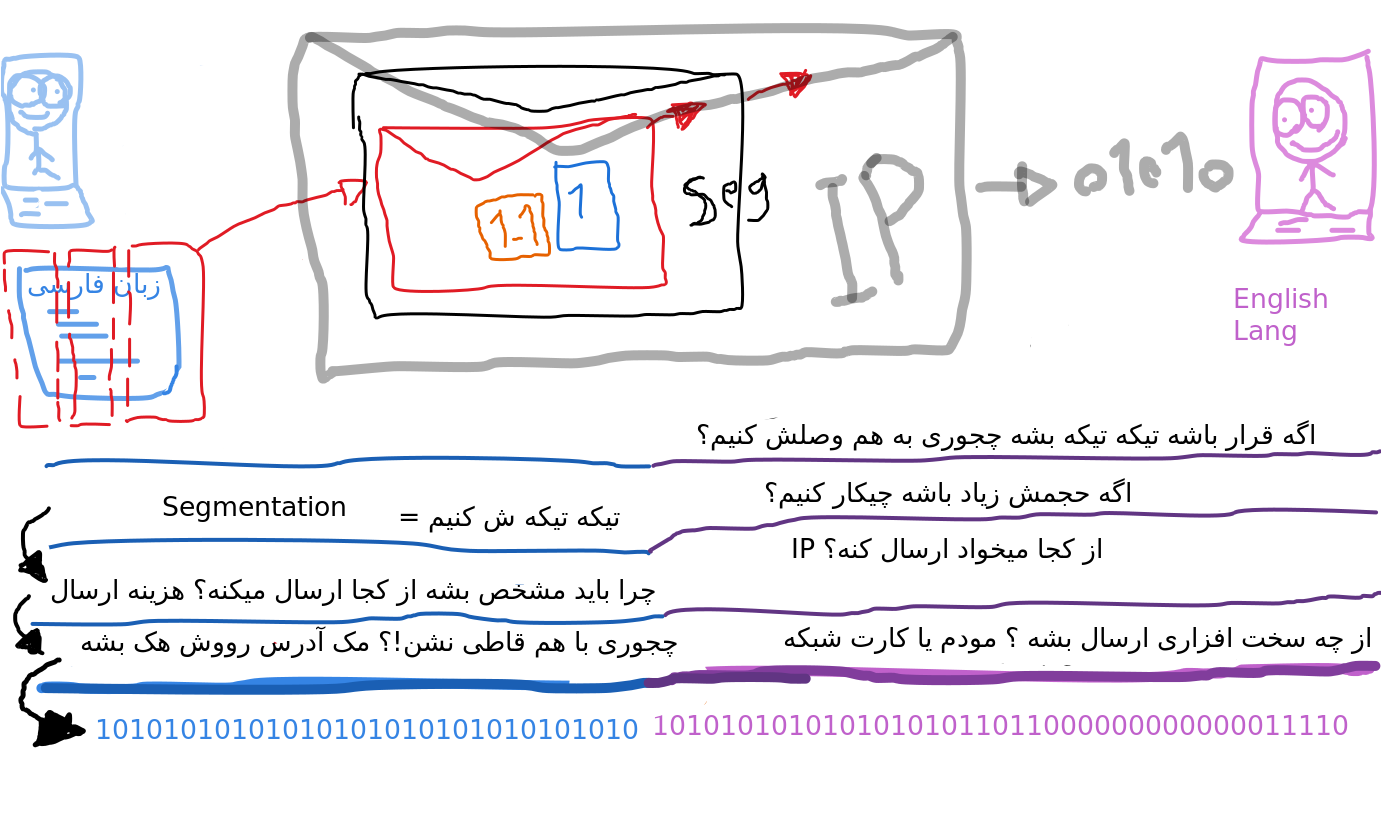 زبان فارسی
1-1
1
Seg
IP
01010
English
Lang
اگه قرار باشه تیکه تیکه بشه چجوری به هم وصلش کنیم؟
اگه حجمش زیاد باشه چیکار کنیم؟
تیکه تیکه ش کنیم = Segmentation
از کجا میخواد ارسال کنه؟ IP
چرا باید مشخص بشه از کجا ارسال میکنه؟ هزینه ارسال
از چه سخت افزاری ارسال بشه ؟ مودم یا کارت شبکه
چجوری با هم قاطی نشن!؟ مک آدرس رووش هک بشه
10101010101010101010101010101010
1010101010101010101101100000000000011110